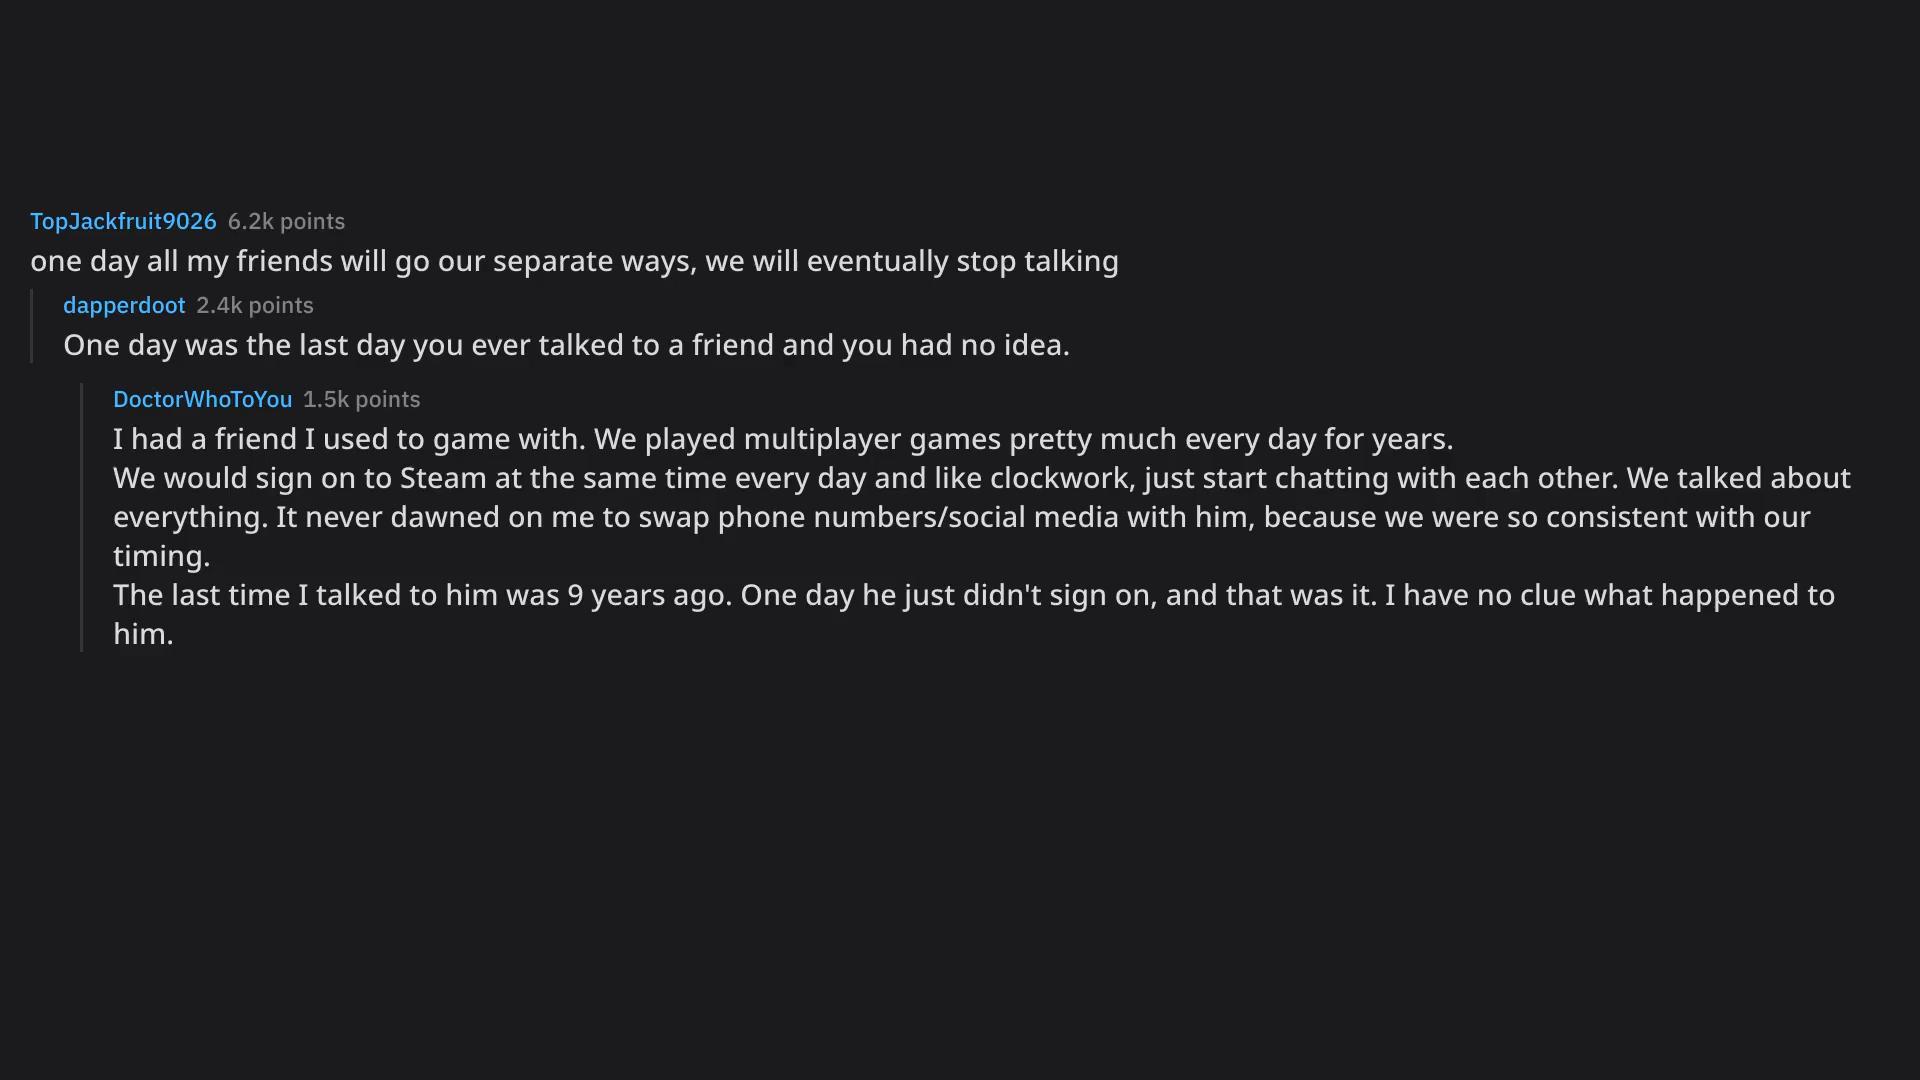 TopJackfruit9026 6.2k points
one day all my friends will go our separate ways, we will eventually stop talking
dapperdoot 2.4k points
One day was the last day you ever talked to a friend and you had no idea.
DoctorWhoToYou 1.5k points
I had a friend I used to game with. We played multiplayer games pretty much every day for years.
We would sign on to Steam at the same time every day and like clockwork, just start chatting with each other. We talked about
everything. It never dawned on me to swap phone numbers/social media with him, because we were so consistent with our
timing.
The last time I talked to him was 9 years ago. One day he just didn't sign on, and that was it. I have no clue what happened to
him.